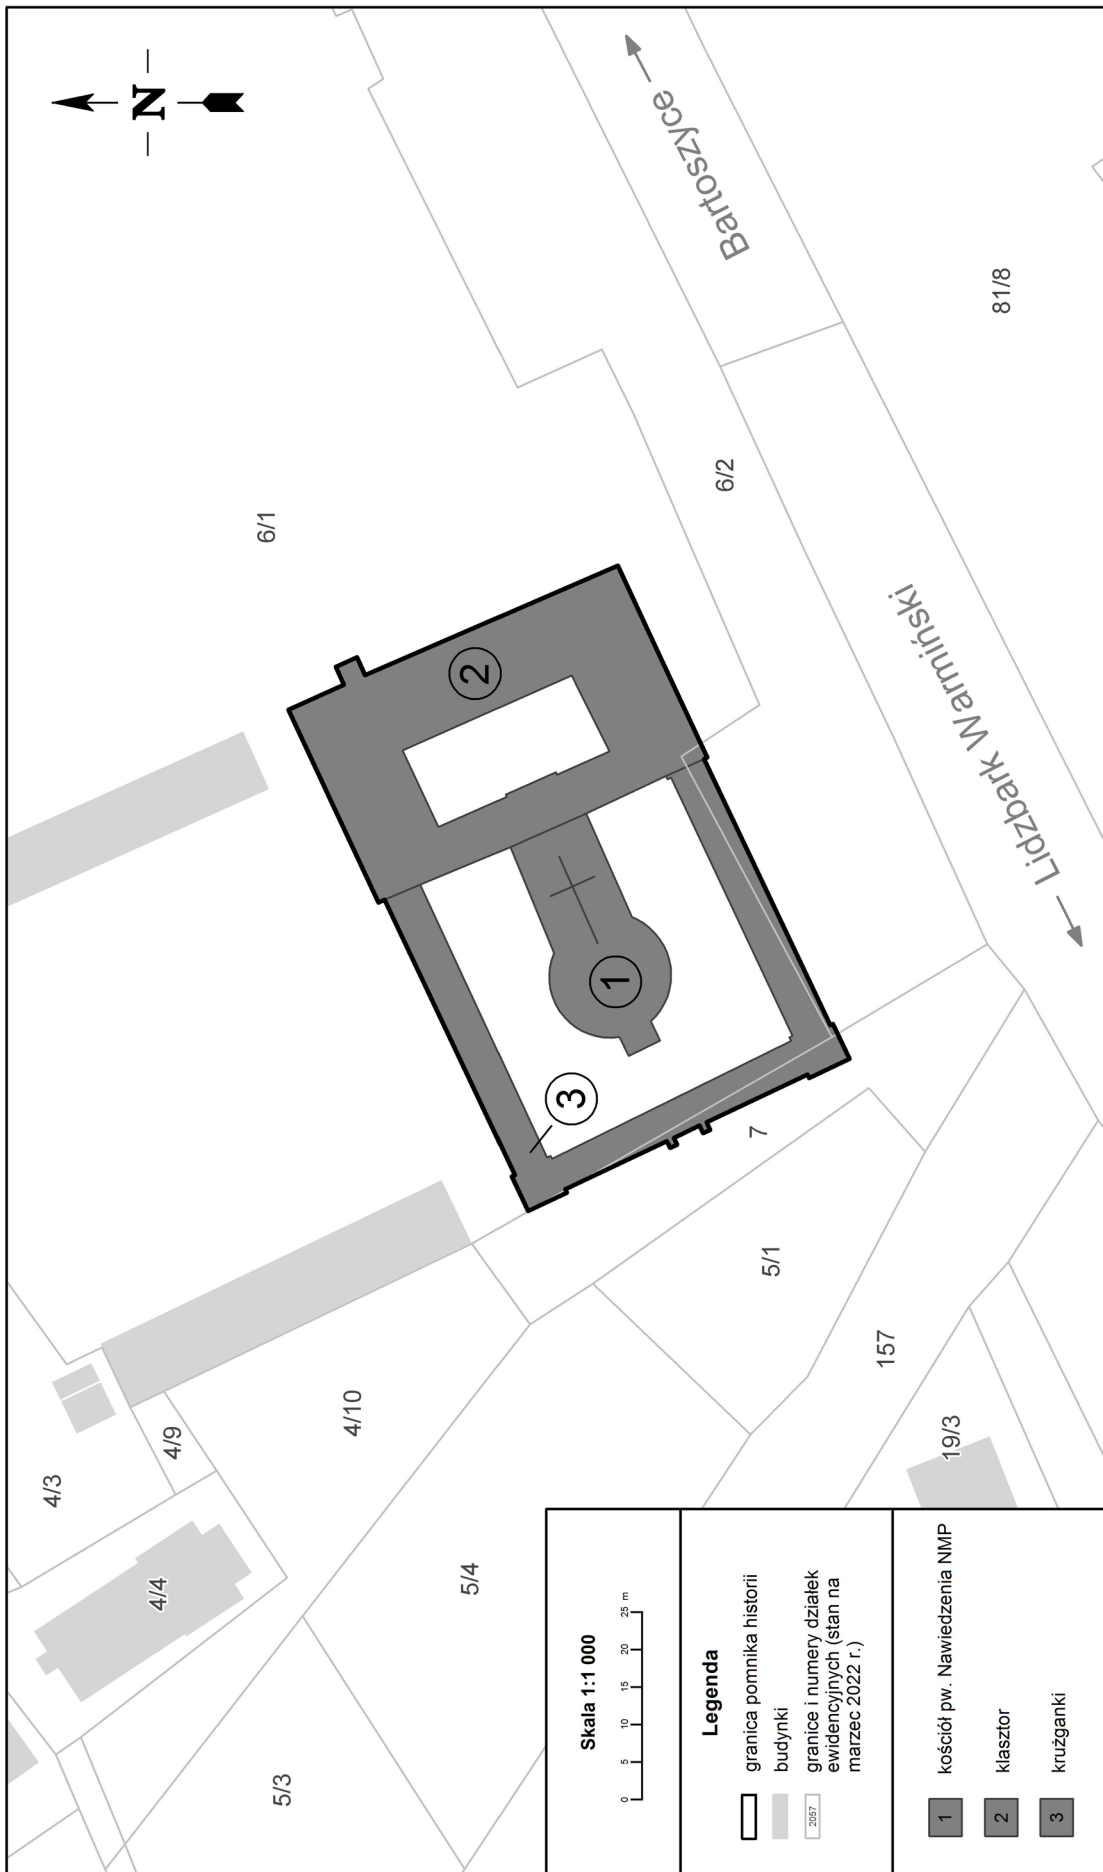 N
4/3
4/4
4/9
4/10
5/3
5/4
5/1
7
157
19/3
6/1
6/2
81/8
1
2
3
Bartoszyce
Lidzbark Warmiński
Skala 1:1 000
0 5 10 15 20 25 m
Legenda
granica pomnika historii
budynki
2057
granice i numery działek
ewidencyjnych (stan na
marzec 2022 r.)
1 kościół pw. Nawiedzenia NMP
2 klasztor
3 krużganki